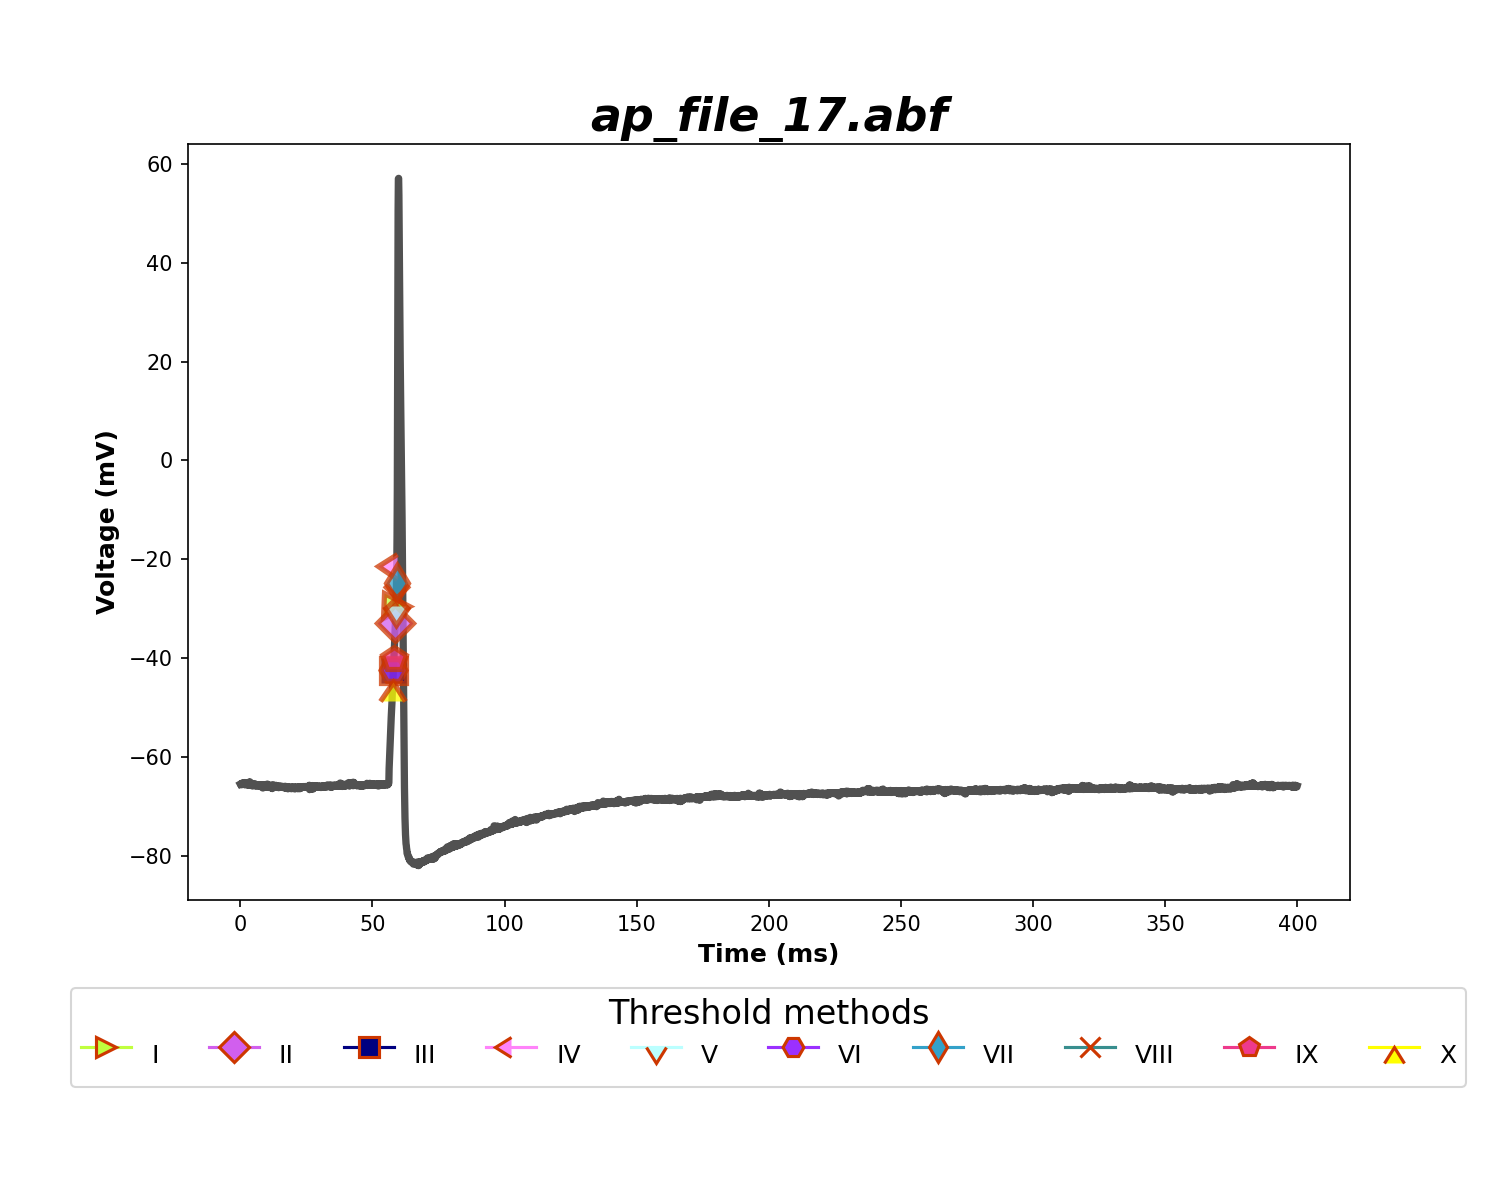 ap_file_17.abf
60
40
20
0
−20
−40
−60
−80
Voltage (mV)
0 50 100 150 200 250 300 350 400
Time (ms)
Threshold methods
I II III IV V VI VII VIII IX X